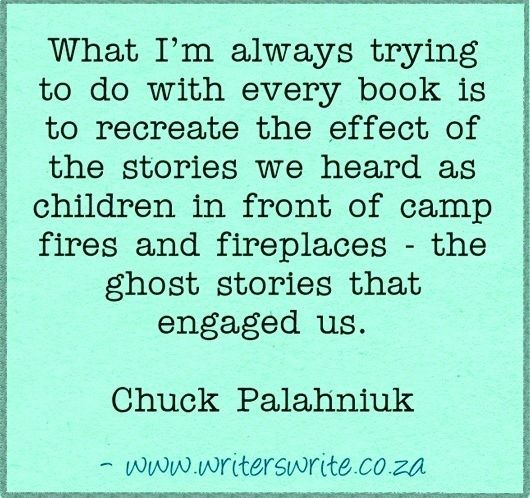 What I'm always trying
to do with every book is
to recreate the effect of
the stories we heard as
children in front of camp
fires and fireplaces - the
ghost stories that
engaged us.
Chuck Palahniuk
- www.writerswrite.co.za